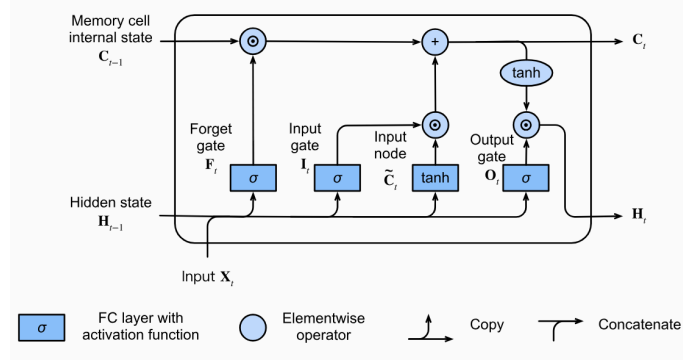 Memory cell
internal state
C_{t−1}
⊙
+
C_t
tanh
⊙
⊙
Forget
gate
F_t
Input
gate
I_t
Input
node
C̃_t
Output
gate
O_t
σ
σ
tanh
σ
Hidden state
H_{t−1}
H_t
Input X_t
σ
FC layer with
activation function
Elementwise
operator
Copy
Concatenate